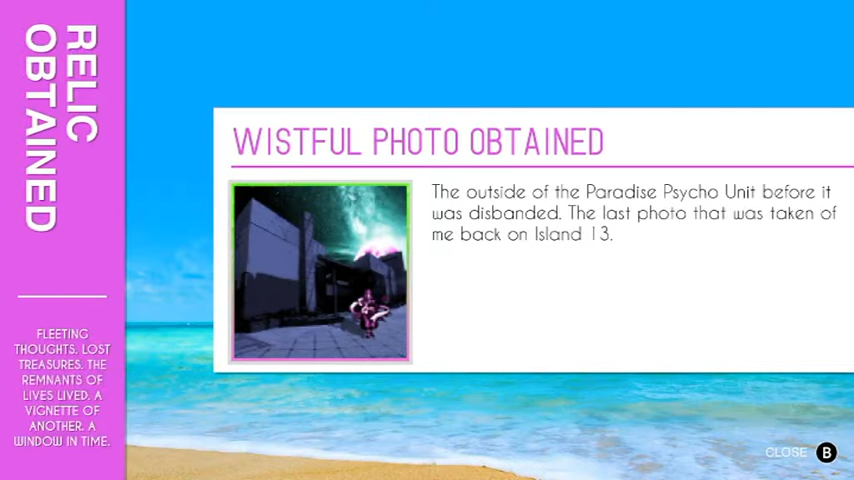 RELIC
OBTAINED
FLEETING
THOUGHTS. LOST
TREASURES. THE
REMNANTS OF
LIVES LIVED. A
VIGNETTE OF
ANOTHER. A
WINDOW IN TIME.
WISTFUL PHOTO OBTAINED
The outside of the Paradise Psycho Unit before it
was disbanded. The last photo that was taken of
me back on Island 13.
CLOSE B